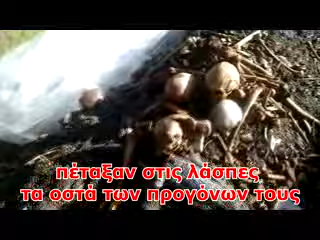 πέταξαν στις λάσπες
τα οστά των προγόνων τους